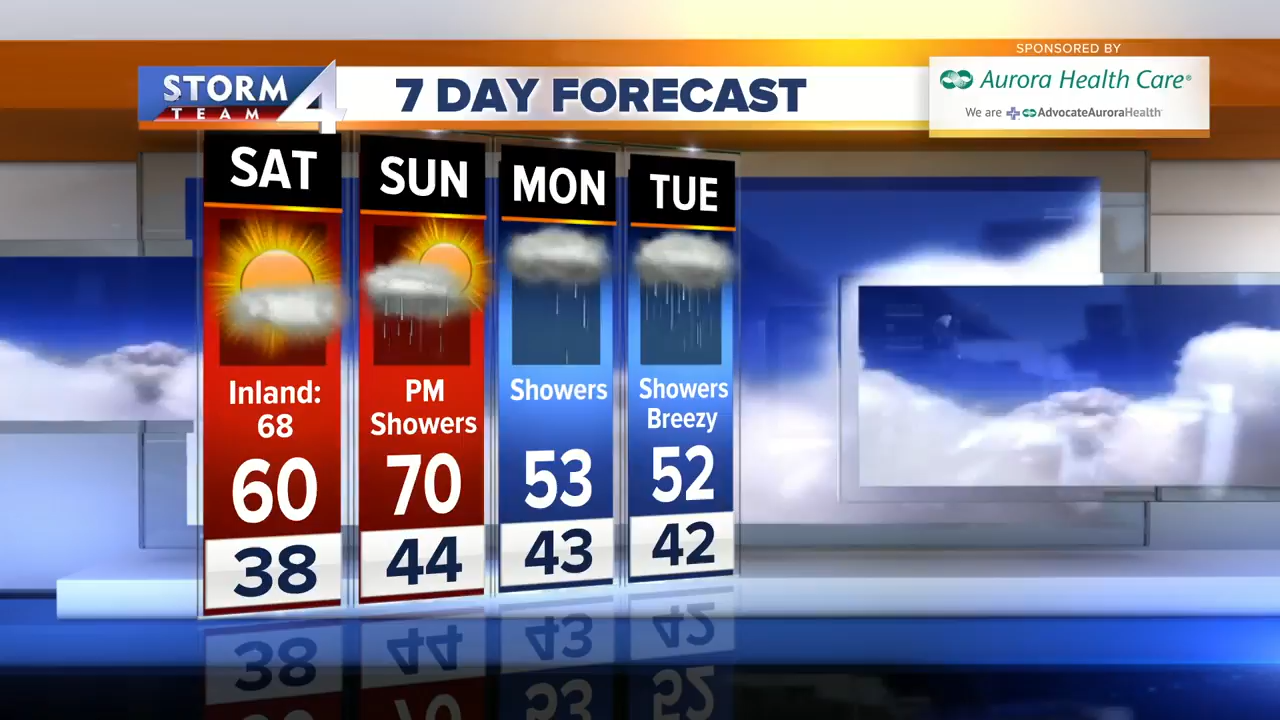 SPONSORED BY
STORM
TEAM
4
7 DAY FORECAST
Aurora Health Care®
We are AdvocateAuroraHealth
SAT
Inland:
68
60
38
SUN
PM
Showers
70
44
MON
Showers
53
43
TUE
Showers
Breezy
52
42